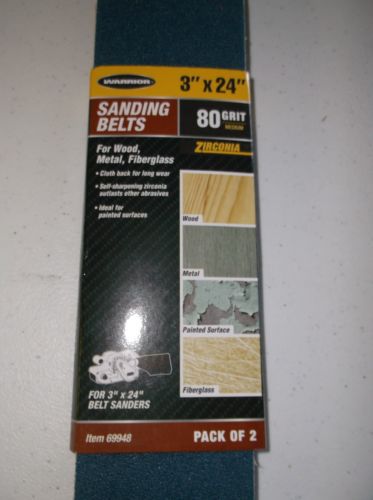 WARRIOR
3" x 24"
SANDING
BELTS
80 GRIT
MEDIUM
ZIRCONIA
For Wood,
Metal, Fiberglass
• Cloth back for long wear
• Self-sharpening zirconia
outlasts other abrasives
• Ideal for
painted surfaces
Wood
Metal
Painted Surface
Fiberglass
FOR 3" x 24"
BELT SANDERS
Item 69948
PACK OF 2